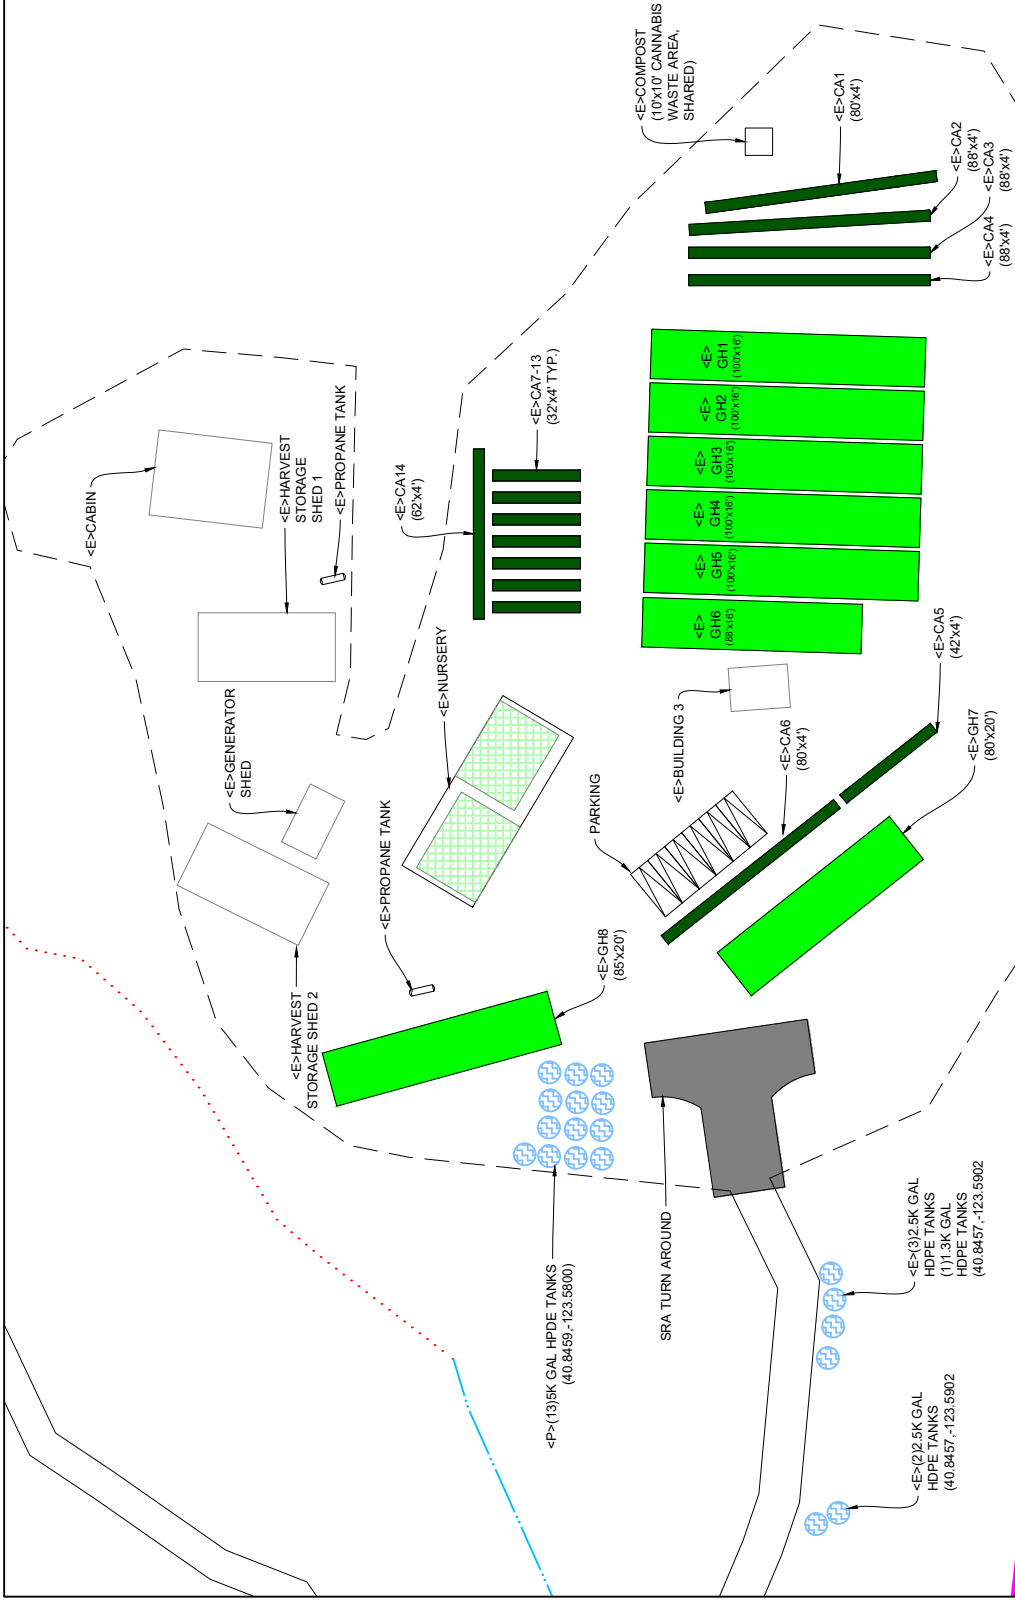 <E>CABIN
<E>HARVEST
STORAGE
SHED 1
<E>PROPANE TANK
<E>GENERATOR
SHED
<E>HARVEST
STORAGE SHED 2
<E>PROPANE TANK
<E>NURSERY
<E>CA14
(62'x4')
<E>CA7-13
(32'x4' TYP.)
<E>COMPOST
(10'x10' CANNABIS
WASTE AREA,
SHARED)
<E>CA1
(80'x4')
<E>CA2
(88'x4')
<E>CA3
(88'x4')
<E>CA4
(88'x4')
<E>
GH1
(100'x16')
<E>
GH2
(100'x16')
<E>
GH3
(100'x16')
<E>
GH4
(100'x16')
<E>
GH5
(100'x16')
<E>
GH6
(88'x16')
<E>BUILDING 3
PARKING
<E>CA5
(42'x4')
<E>CA6
(80'x4')
<E>GH7
(80'x20')
<E>GH8
(85'x20')
<P>(13)5K GAL HPDE TANKS
(40.8459,-123.5800)
SRA TURN AROUND
<E>(3)2.5K GAL
HDPE TANKS
(1)1.3K GAL
HDPE TANKS
(40.8457,-123.5902
<E>(2)2.5K GAL
HDPE TANKS
(40.8457,-123.5902